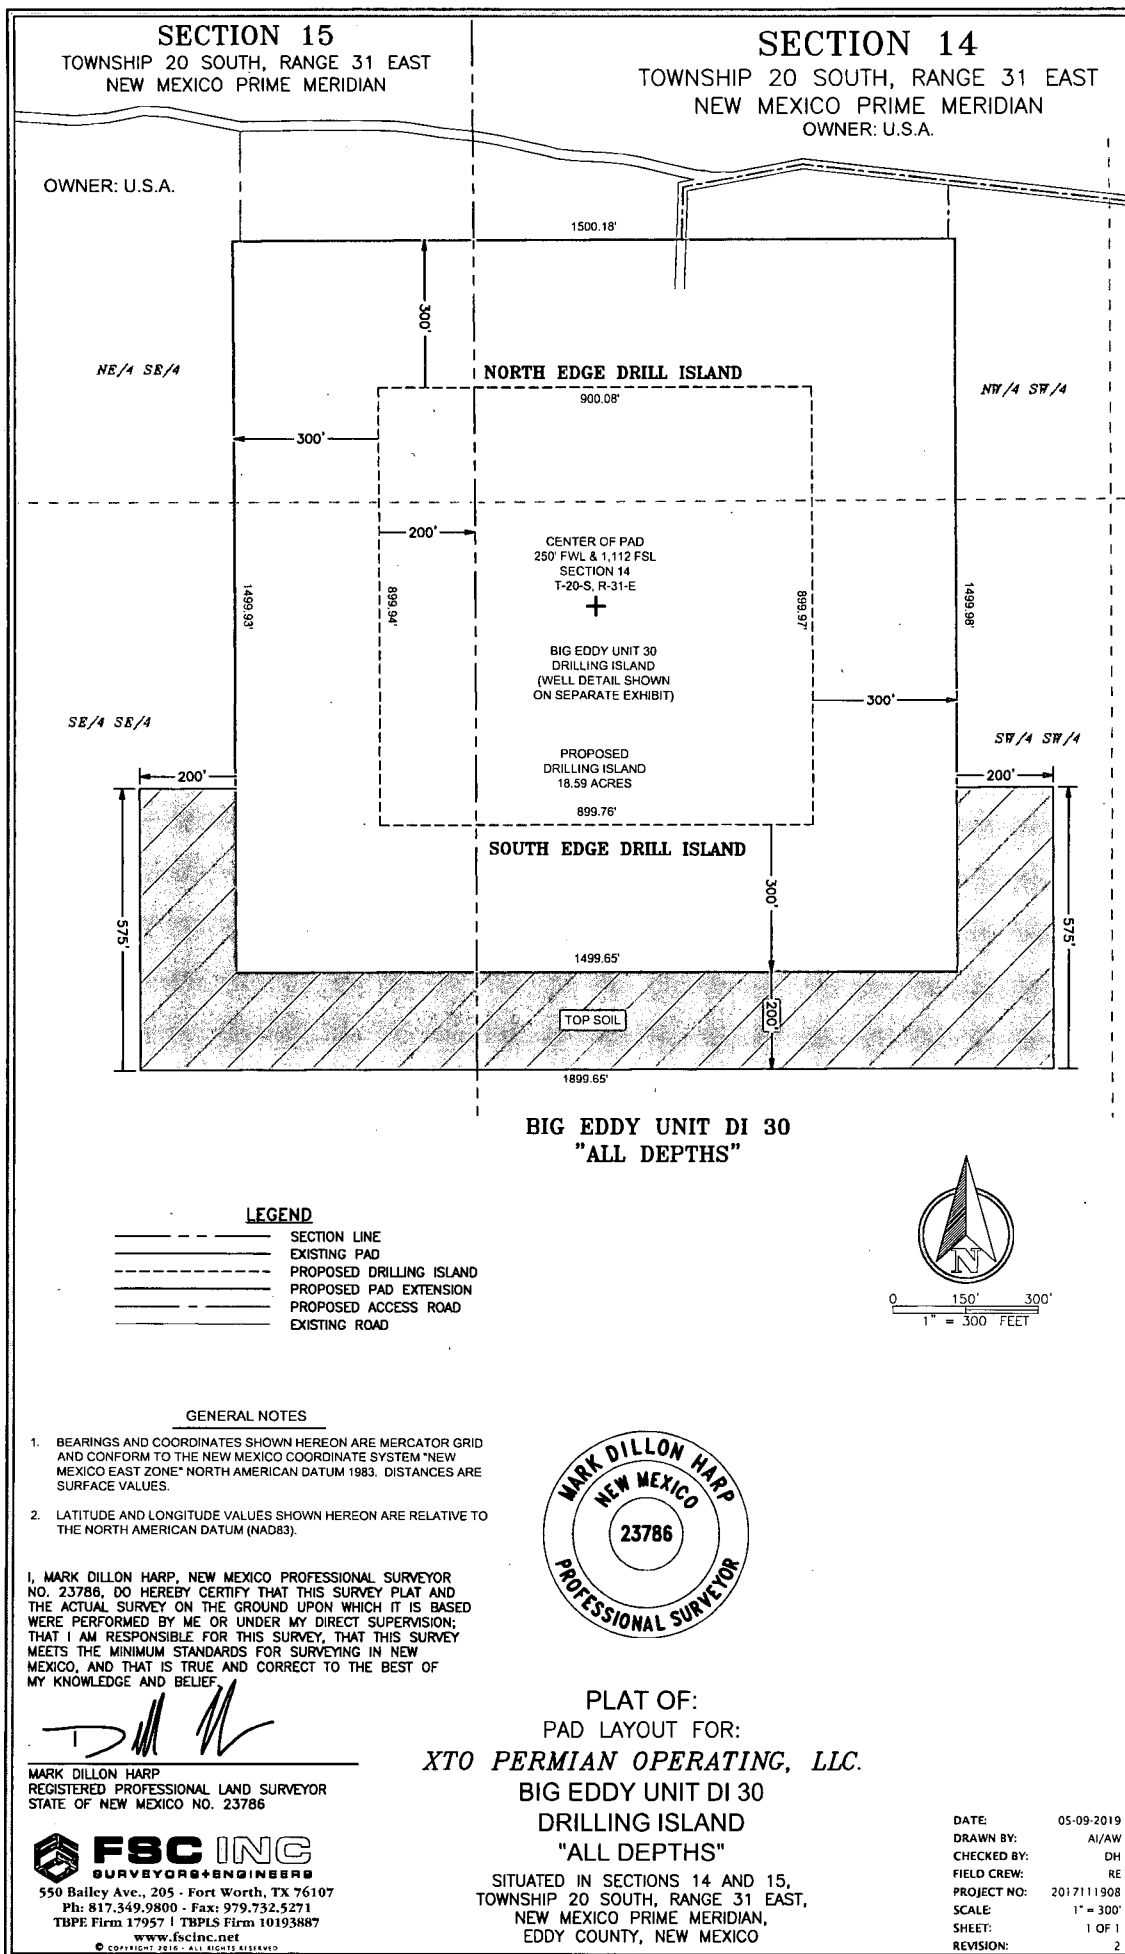 SECTION 15
TOWNSHIP 20 SOUTH, RANGE 31 EAST
NEW MEXICO PRIME MERIDIAN
SECTION 14
TOWNSHIP 20 SOUTH, RANGE 31 EAST
NEW MEXICO PRIME MERIDIAN
OWNER: U.S.A.
OWNER: U.S.A.
1500.18'
300'
NE/4 SE/4
NORTH EDGE DRILL ISLAND
900.08'
NW/4 SW/4
300'
200'
CENTER OF PAD
250' FWL & 1,112 FSL
SECTION 14
T-20-S, R-31-E
1499.93'
899.94'
899.97'
1499.98'
BIG EDDY UNIT 30
DRILLING ISLAND
(WELL DETAIL SHOWN
ON SEPARATE EXHIBIT)
300'
SE/4 SE/4
SW/4 SW/4
PROPOSED
DRILLING ISLAND
18.59 ACRES
200'
200'
899.76'
SOUTH EDGE DRILL ISLAND
300'
575'
575'
1499.65'
TOP SOIL
200'
1899.65'
BIG EDDY UNIT DI 30
"ALL DEPTHS"
LEGEND
SECTION LINE
EXISTING PAD
PROPOSED DRILLING ISLAND
PROPOSED PAD EXTENSION
PROPOSED ACCESS ROAD
EXISTING ROAD
N
0 150' 300'
1" = 300 FEET
GENERAL NOTES
1. BEARINGS AND COORDINATES SHOWN HEREON ARE MERCATOR GRID
AND CONFORM TO THE NEW MEXICO COORDINATE SYSTEM "NEW
MEXICO EAST ZONE" NORTH AMERICAN DATUM 1983. DISTANCES ARE
SURFACE VALUES.
2. LATITUDE AND LONGITUDE VALUES SHOWN HEREON ARE RELATIVE TO
THE NORTH AMERICAN DATUM (NAD83).
MARK DILLON HARP
NEW MEXICO
23786
PROFESSIONAL SURVEYOR
I, MARK DILLON HARP, NEW MEXICO PROFESSIONAL SURVEYOR
NO. 23786, DO HEREBY CERTIFY THAT THIS SURVEY PLAT AND
THE ACTUAL SURVEY ON THE GROUND UPON WHICH IT IS BASED
WERE PERFORMED BY ME OR UNDER MY DIRECT SUPERVISION;
THAT I AM RESPONSIBLE FOR THIS SURVEY, THAT THIS SURVEY
MEETS THE MINIMUM STANDARDS FOR SURVEYING IN NEW
MEXICO, AND THAT IS TRUE AND CORRECT TO THE BEST OF
MY KNOWLEDGE AND BELIEF.
MARK DILLON HARP
REGISTERED PROFESSIONAL LAND SURVEYOR
STATE OF NEW MEXICO NO. 23786
FSC INC
SURVEYORS+ENGINEERS
550 Bailey Ave., 205 - Fort Worth, TX 76107
Ph: 817.349.9800 - Fax: 979.732.5271
TBPE Firm 17957 | TBPLS Firm 10193887
www.fscinc.net
© COPYRIGHT 2016 - ALL RIGHTS RESERVED
PLAT OF:
PAD LAYOUT FOR:
XTO PERMIAN OPERATING, LLC.
BIG EDDY UNIT DI 30
DRILLING ISLAND
"ALL DEPTHS"
SITUATED IN SECTIONS 14 AND 15,
TOWNSHIP 20 SOUTH, RANGE 31 EAST,
NEW MEXICO PRIME MERIDIAN,
EDDY COUNTY, NEW MEXICO
DATE: 05-09-2019
DRAWN BY: AI/AW
CHECKED BY: DH
FIELD CREW: RE
PROJECT NO: 2017111908
SCALE: 1" = 300'
SHEET: 1 OF 1
REVISION: 2